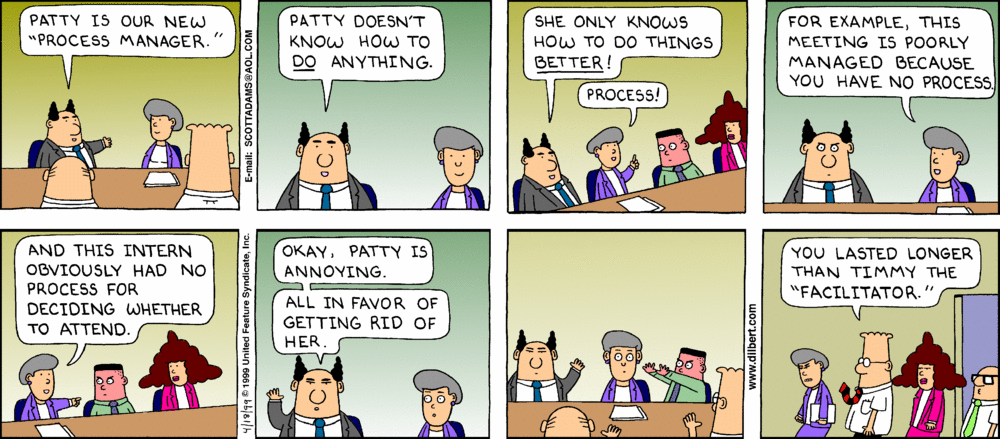 PATTY IS OUR NEW
"PROCESS MANAGER."
E-mail: SCOTTADAMS@AOL.COM
PATTY DOESN'T
KNOW HOW TO
DO ANYTHING.
SHE ONLY KNOWS
HOW TO DO THINGS
BETTER!
PROCESS!
FOR EXAMPLE, THIS
MEETING IS POORLY
MANAGED BECAUSE
YOU HAVE NO PROCESS.
AND THIS INTERN
OBVIOUSLY HAD NO
PROCESS FOR
DECIDING WHETHER
TO ATTEND.
4/18/99 © 1999 United Feature Syndicate, Inc.
OKAY, PATTY IS
ANNOYING.
ALL IN FAVOR OF
GETTING RID OF
HER.
www.dilbert.com
YOU LASTED LONGER
THAN TIMMY THE
"FACILITATOR."